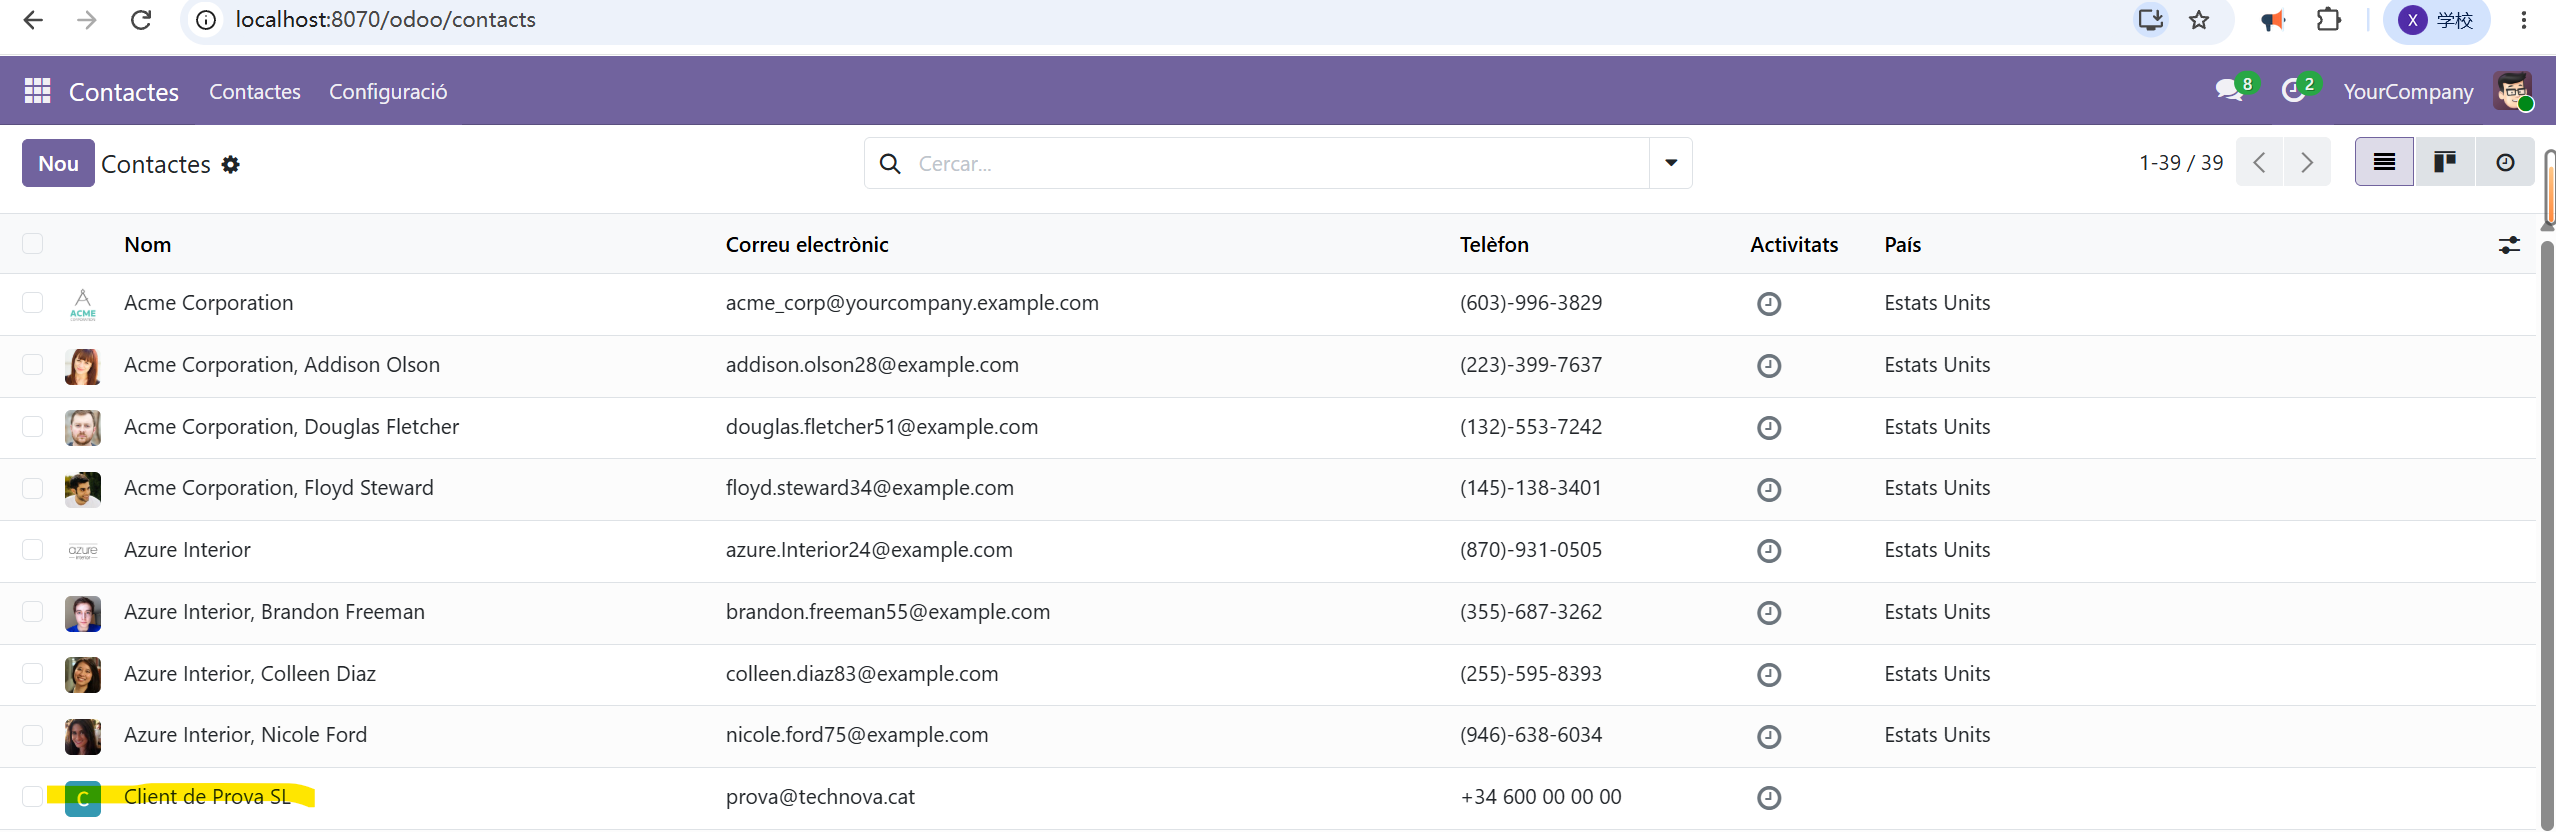 localhost:8070/odoo/contacts
X 学校
Contactes Contactes Configuració 8 2 YourCompany
Nou Contactes Cercar... 1-39 / 39
Nom Correu electrònic Telèfon Activitats País
ACME Acme Corporation acme_corp@yourcompany.example.com (603)-996-3829 Estats Units
Acme Corporation, Addison Olson addison.olson28@example.com (223)-399-7637 Estats Units
Acme Corporation, Douglas Fletcher douglas.fletcher51@example.com (132)-553-7242 Estats Units
Acme Corporation, Floyd Steward floyd.steward34@example.com (145)-138-3401 Estats Units
azure Azure Interior azure.Interior24@example.com (870)-931-0505 Estats Units
Azure Interior, Brandon Freeman brandon.freeman55@example.com (355)-687-3262 Estats Units
Azure Interior, Colleen Diaz colleen.diaz83@example.com (255)-595-8393 Estats Units
Azure Interior, Nicole Ford nicole.ford75@example.com (946)-638-6034 Estats Units
C Client de Prova SL prova@technova.cat +34 600 00 00 00